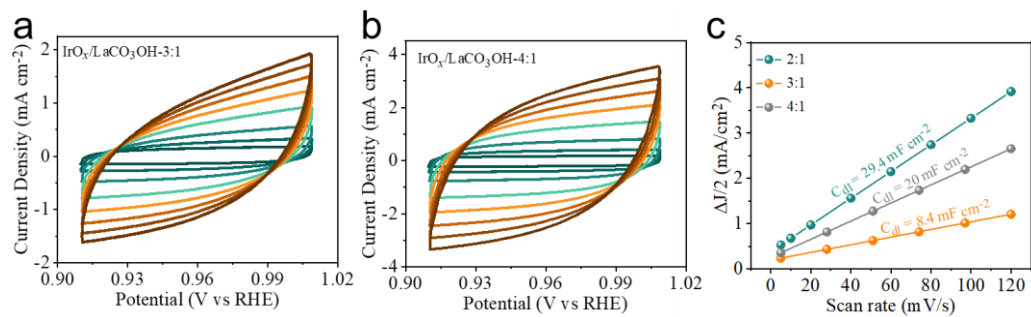 a
IrOₓ/LaCO₃OH-3:1
Current Density (mA cm⁻²)
2
1
0
-1
-2
0.90 0.93 0.96 0.99 1.02
Potential (V vs RHE)
b
IrOₓ/LaCO₃OH-4:1
Current Density (mA cm⁻²)
4
2
0
-2
-4
0.90 0.93 0.96 0.99 1.02
Potential (V vs RHE)
c
2:1
3:1
4:1
C_dl = 29.4 mF cm⁻²
C_dl = 20 mF cm⁻²
C_dl = 8.4 mF cm⁻²
ΔJ/2 (mA/cm²)
5
4
3
2
1
0
0 20 40 60 80 100 120
Scan rate (mV/s)